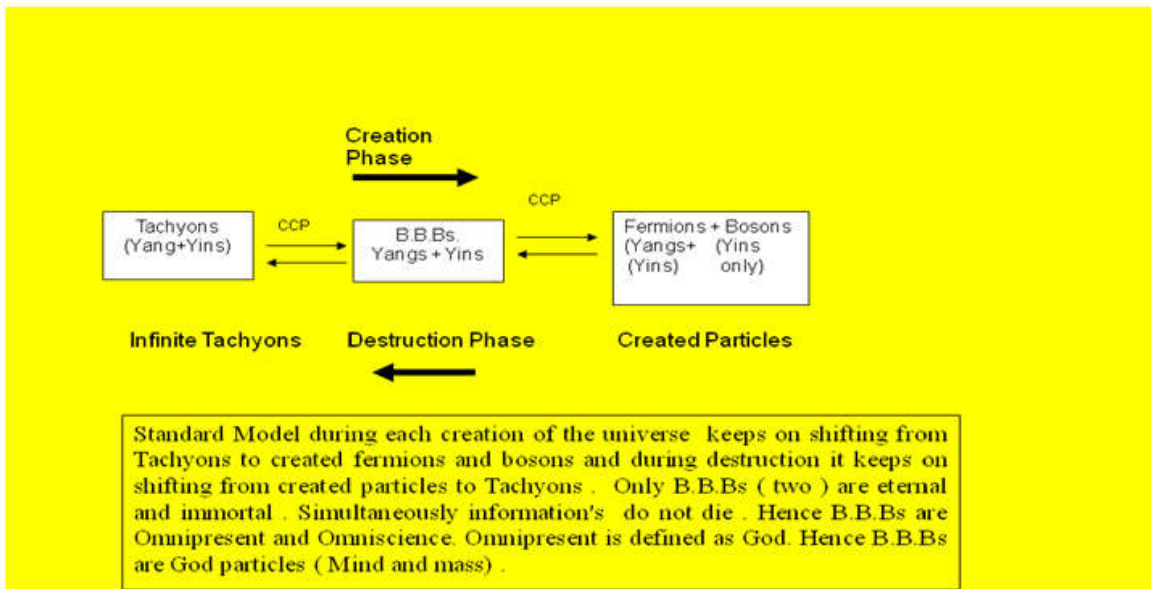 Creation
Phase
CCP
Tachyons
(Yang+Yins)
CCP
B.B.Bs.
Yangs + Yins
Fermions + Bosons
(Yangs+ (Yins
(Yins) only)
Infinite Tachyons
Destruction Phase
Created Particles
Standard Model during each creation of the universe keeps on shifting from
Tachyons to created fermions and bosons and during destruction it keeps on
shifting from created particles to Tachyons . Only B.B.Bs ( two ) are eternal
and immortal . Simultaneously information's do not die . Hence B.B.Bs are
Omnipresent and Omniscience. Omnipresent is defined as God. Hence B.B.Bs
are God particles ( Mind and mass) .